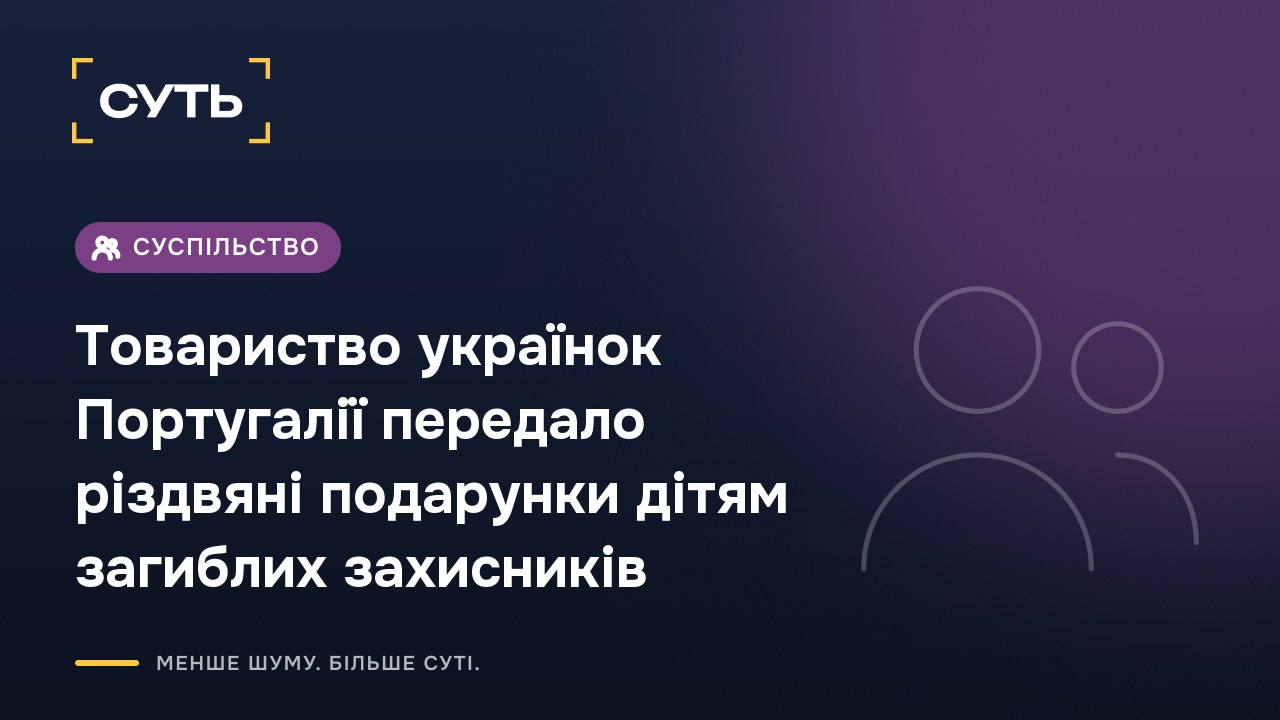 СУТЬ
СУСПІЛЬСТВО
Товариство українок
Португалії передало
різдвяні подарунки дітям
загиблих захисників
МЕНШЕ ШУМУ. БІЛЬШЕ СУТІ.